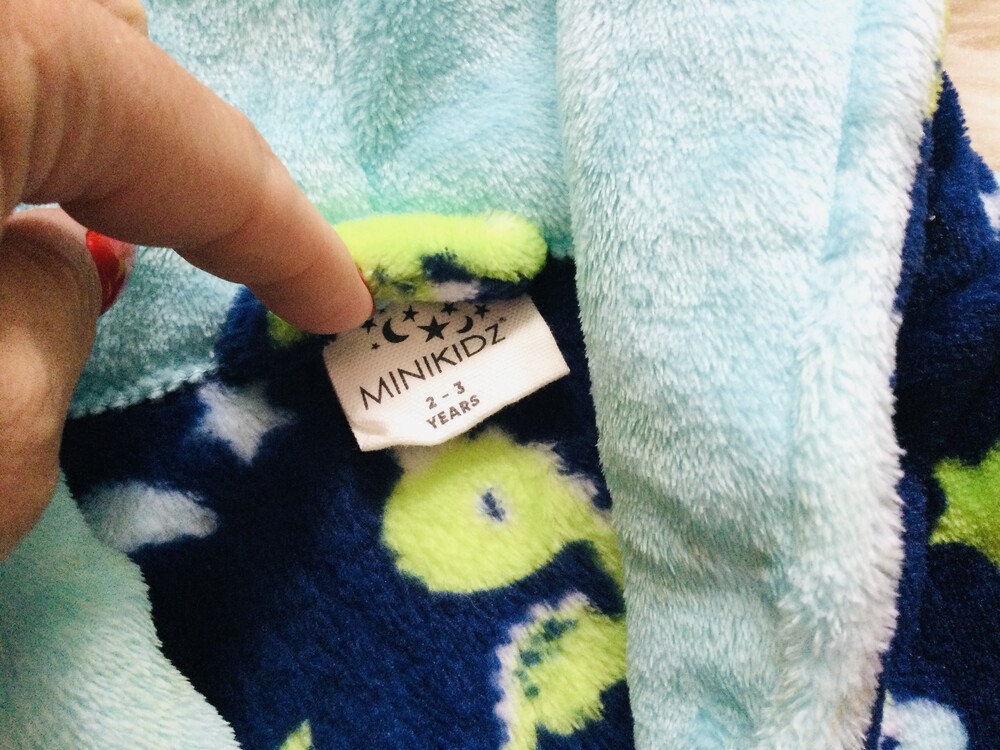 MINIKIDZ
2 - 3
YEARS